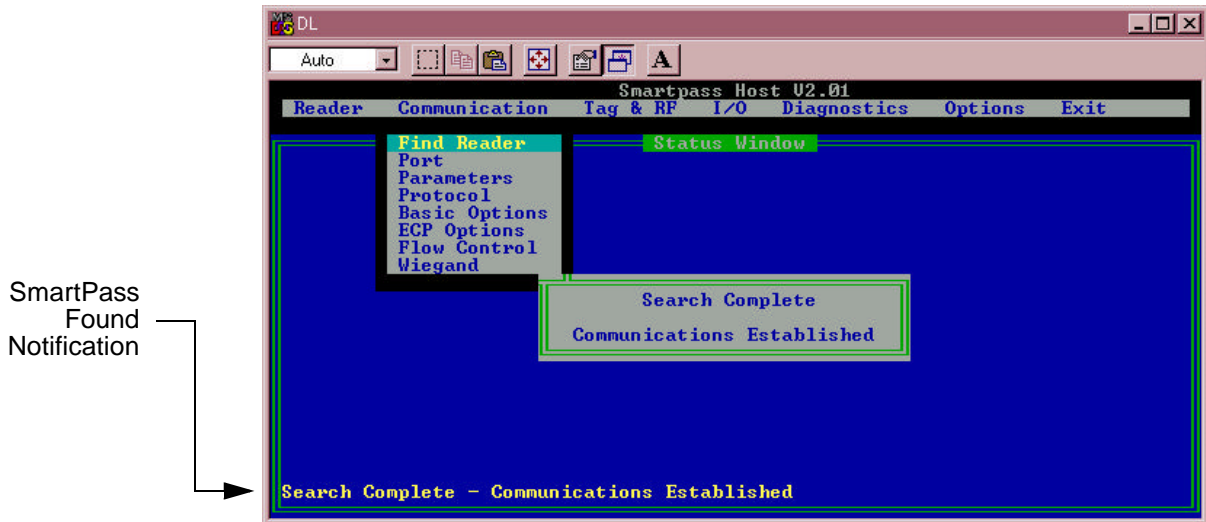 DL
Auto
A
Smartpass Host V2.01
Reader Communication Tag & RF I/O Diagnostics Options Exit
Find Reader
Status Window
Port
Parameters
Protocol
Basic Options
ECP Options
Flow Control
Wiegand
Search Complete
Communications Established
SmartPass
Found
Notification
Search Complete - Communications Established